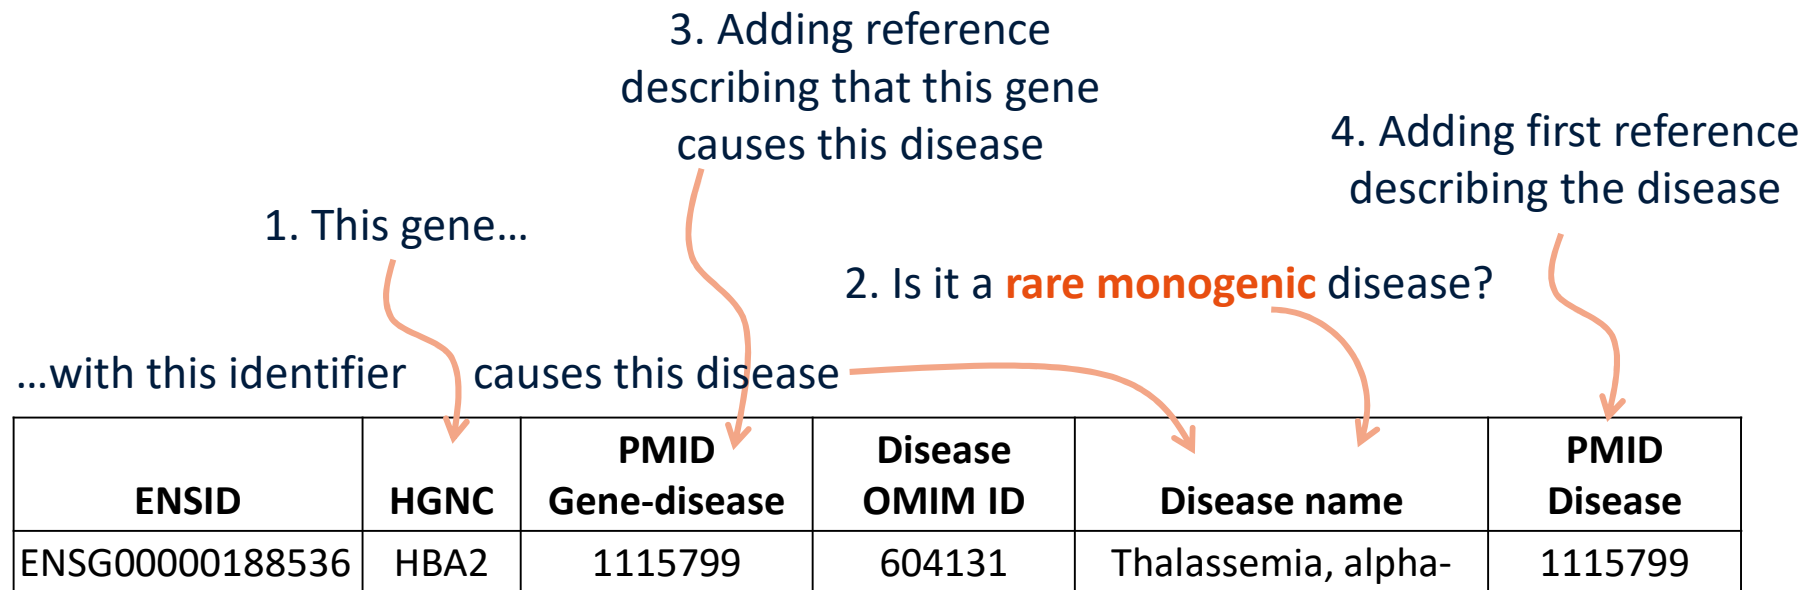 3. Adding reference
describing that this gene
causes this disease
4. Adding first reference
describing the disease
1. This gene…
2. Is it a rare monogenic disease?
…with this identifier
causes this disease
ENSID
HGNC
PMID
Gene-disease
Disease
OMIM ID
Disease name
PMID
Disease
ENSG00000188536
HBA2
1115799
604131
Thalassemia, alpha-
1115799